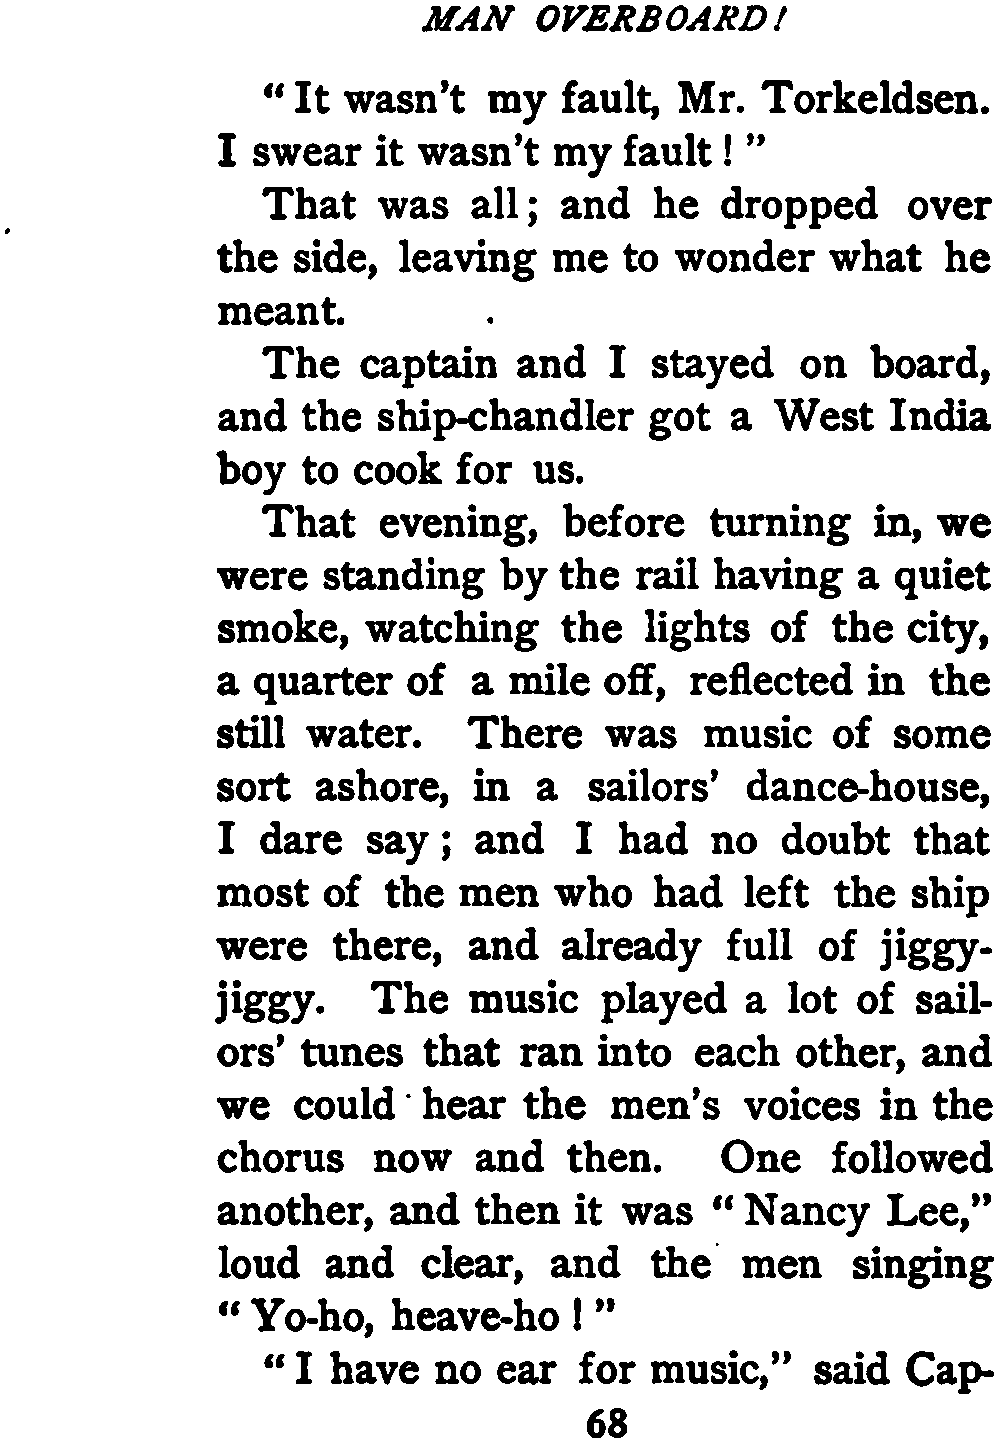 MAN OVERBOARD!
"It wasn't my fault, Mr. Torkeldsen.
I swear it wasn't my fault!"
That was all; and he dropped over
the side, leaving me to wonder what he
meant.
The captain and I stayed on board,
and the ship-chandler got a West India
boy to cook for us.
That evening, before turning in, we
were standing by the rail having a quiet
smoke, watching the lights of the city,
a quarter of a mile off, reflected in the
still water. There was music of some
sort ashore, in a sailors' dance-house,
I dare say; and I had no doubt that
most of the men who had left the ship
were there, and already full of jiggy-
jiggy. The music played a lot of sail-
ors' tunes that ran into each other, and
we could hear the men's voices in the
chorus now and then. One followed
another, and then it was "Nancy Lee,"
loud and clear, and the men singing
"Yo-ho, heave-ho!"
"I have no ear for music," said Cap-
68